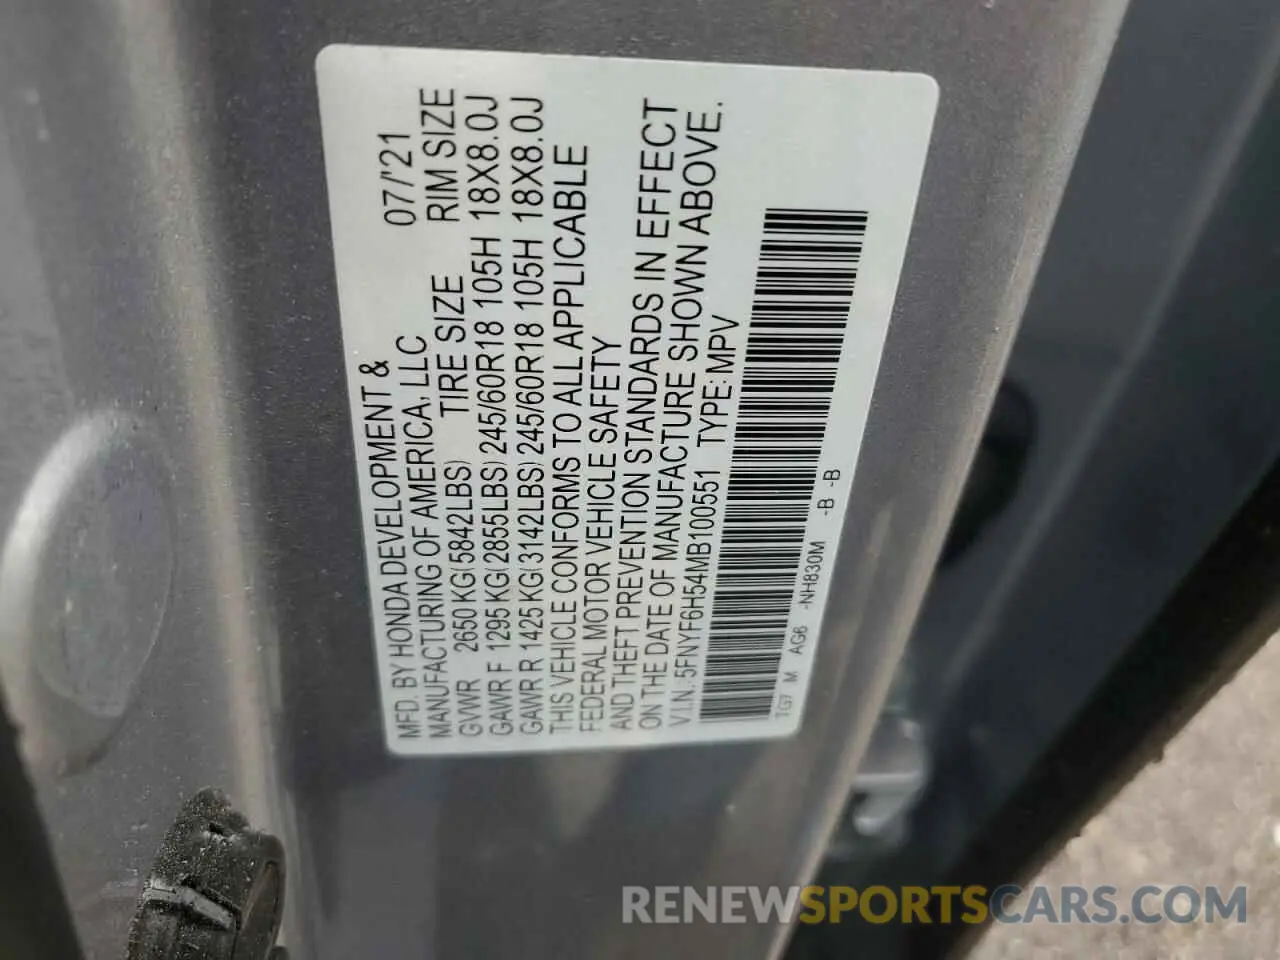 MFD. BY HONDA DEVELOPMENT & 07/'21
MANUFACTURING OF AMERICA, LLC RIM SIZE
GVWR 2650 KG(5842LBS) TIRE SIZE
GAWR F 1295 KG(2855LBS) 245/60R18 105H 18X8.0J
GAWR R 1425 KG(3142LBS) 245/60R18 105H 18X8.0J
THIS VEHICLE CONFORMS TO ALL APPLICABLE
FEDERAL MOTOR VEHICLE SAFETY
AND THEFT PREVENTION STANDARDS IN EFFECT
ON THE DATE OF MANUFACTURE SHOWN ABOVE.
V.I.N.: 5FNYF6H54MB100551 TYPE: MPV
TG7 M AG6 -NH830M -B -B
RENEWSPORTSCARS.COM